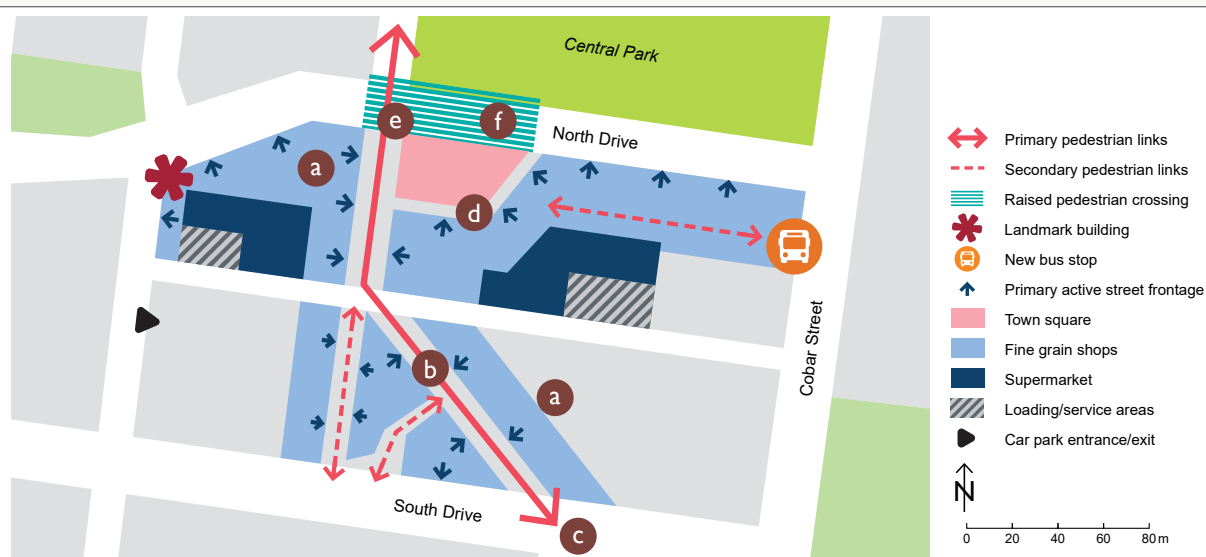 Central Park
e
f
North Drive
a
d
Cobar Street
b
a
South Drive
c
Primary pedestrian links
Secondary pedestrian links
Raised pedestrian crossing
Landmark building
New bus stop
Primary active street frontage
Town square
Fine grain shops
Supermarket
Loading/service areas
Car park entrance/exit
N
0 20 40 60 80 m